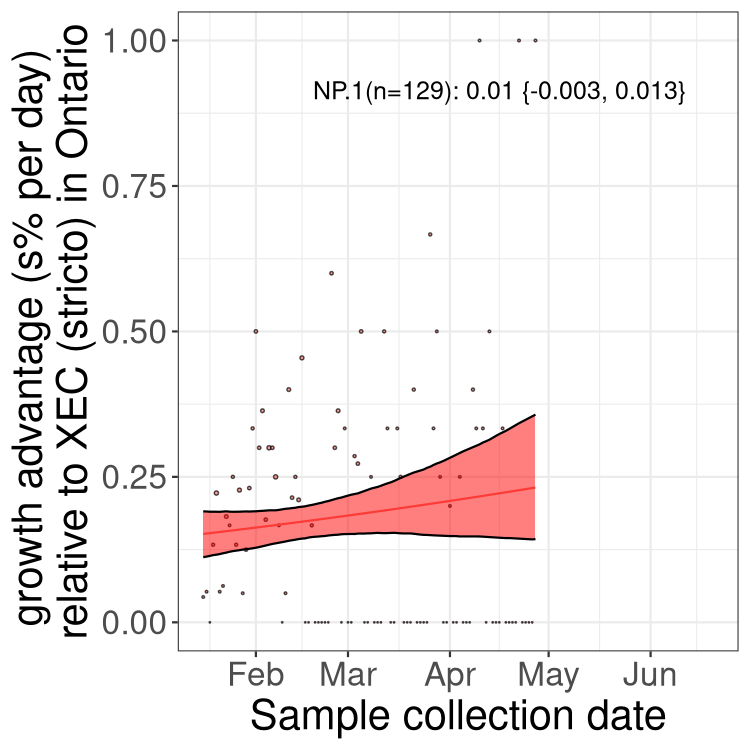 growth advantage (s% per day)
relative to XEC (stricto) in Ontario
1.00
NP.1(n=129): 0.01 {-0.003, 0.013}
0.75
0.50
0.25
0.00
Feb Mar Apr May Jun
Sample collection date